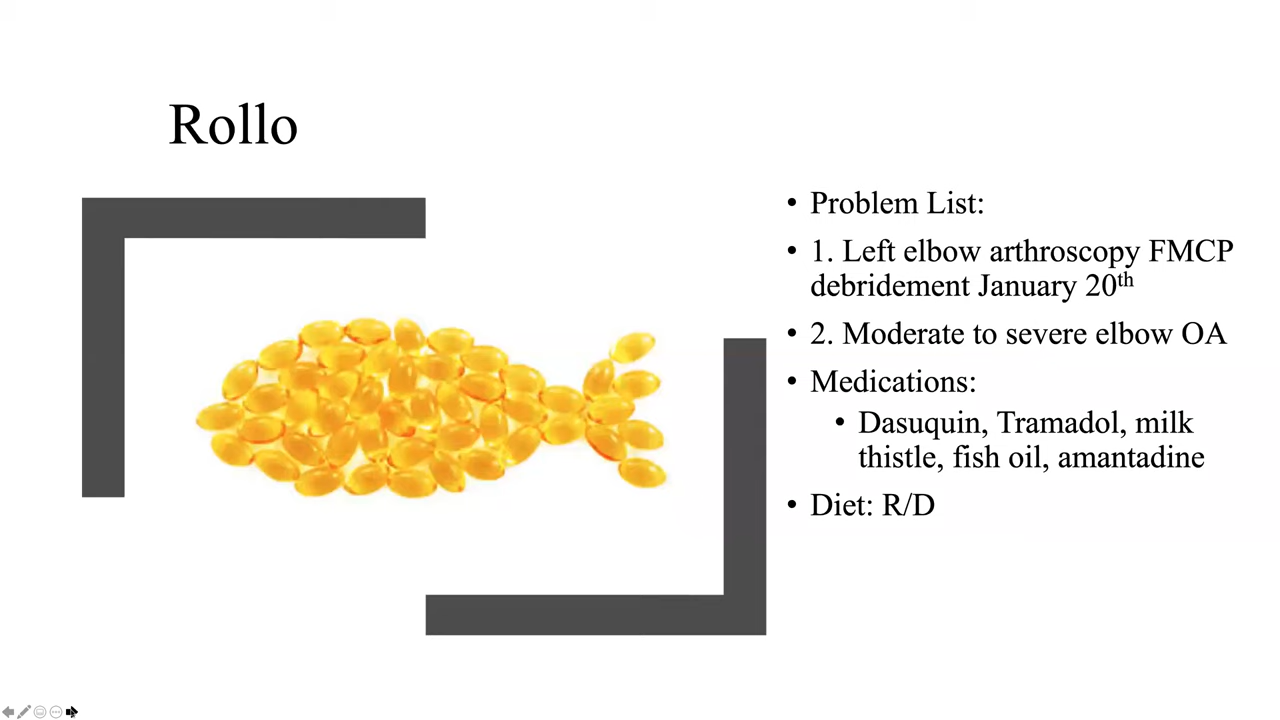 Rollo
• Problem List:
• 1. Left elbow arthroscopy FMCP
debridement January 20th
• 2. Moderate to severe elbow OA
• Medications:
• Dasuquin, Tramadol, milk
thistle, fish oil, amantadine
• Diet: R/D